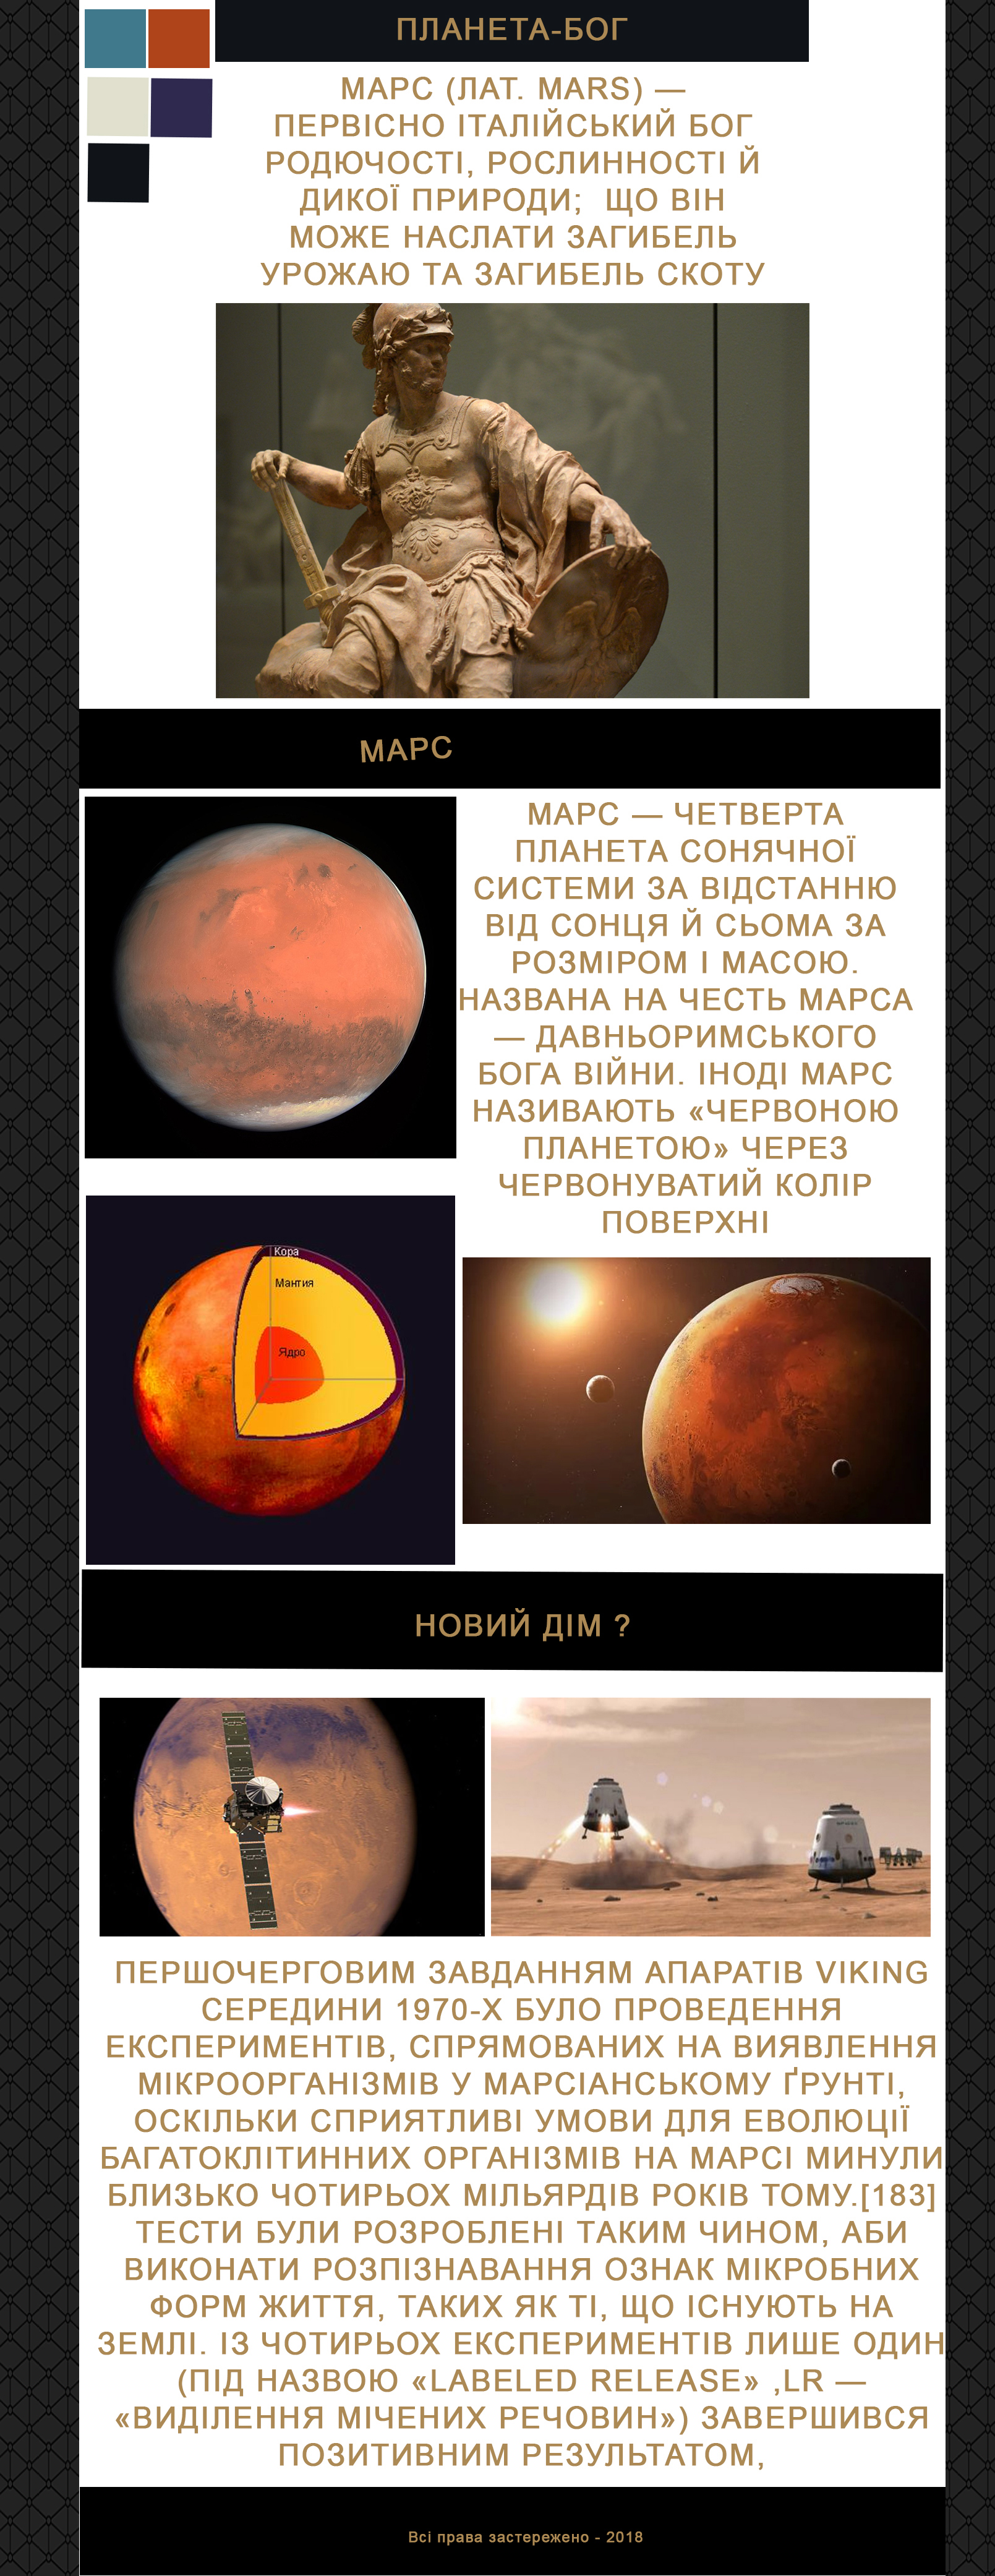 ПЛАНЕТА-БОГ
МАРС (ЛАТ. MARS) —
ПЕРВІСНО ІТАЛІЙСЬКИЙ БОГ
РОДЮЧОСТІ, РОСЛИННОСТІ Й
ДИКОЇ ПРИРОДИ;  ЩО ВІН
МОЖЕ НАСЛАТИ ЗАГИБЕЛЬ
УРОЖАЮ ТА ЗАГИБЕЛЬ СКОТУ
МАРС
МАРС — ЧЕТВЕРТА
ПЛАНЕТА СОНЯЧНОЇ
СИСТЕМИ ЗА ВІДСТАННЮ
ВІД СОНЦЯ Й СЬОМА ЗА
РОЗМІРОМ І МАСОЮ.
НАЗВАНА НА ЧЕСТЬ МАРСА
— ДАВНЬОРИМСЬКОГО
БОГА ВІЙНИ. ІНОДІ МАРС
НАЗИВАЮТЬ «ЧЕРВОНОЮ
ПЛАНЕТОЮ» ЧЕРЕЗ
ЧЕРВОНУВАТИЙ КОЛІР
ПОВЕРХНІ
Кора
Мантия
Ядро
НОВИЙ ДІМ ?
ПЕРШОЧЕРГОВИМ ЗАВДАННЯМ АПАРАТІВ VIKING
СЕРЕДИНИ 1970-Х БУЛО ПРОВЕДЕННЯ
ЕКСПЕРИМЕНТІВ, СПРЯМОВАНИХ НА ВИЯВЛЕННЯ
МІКРООРГАНІЗМІВ У МАРСІАНСЬКОМУ ҐРУНТІ,
ОСКІЛЬКИ СПРИЯТЛИВІ УМОВИ ДЛЯ ЕВОЛЮЦІЇ
БАГАТОКЛІТИННИХ ОРГАНІЗМІВ НА МАРСІ МИНУЛИ
БЛИЗЬКО ЧОТИРЬОХ МІЛЬЯРДІВ РОКІВ ТОМУ.[183]
ТЕСТИ БУЛИ РОЗРОБЛЕНІ ТАКИМ ЧИНОМ, АБИ
ВИКОНАТИ РОЗПІЗНАВАННЯ ОЗНАК МІКРОБНИХ
ФОРМ ЖИТТЯ, ТАКИХ ЯК ТІ, ЩО ІСНУЮТЬ НА
ЗЕМЛІ. ІЗ ЧОТИРЬОХ ЕКСПЕРИМЕНТІВ ЛИШЕ ОДИН
(ПІД НАЗВОЮ «LABELED RELEASE» ,LR —
«ВИДІЛЕННЯ МІЧЕНИХ РЕЧОВИН») ЗАВЕРШИВСЯ
ПОЗИТИВНИМ РЕЗУЛЬТАТОМ,
Всі права застережено - 2018